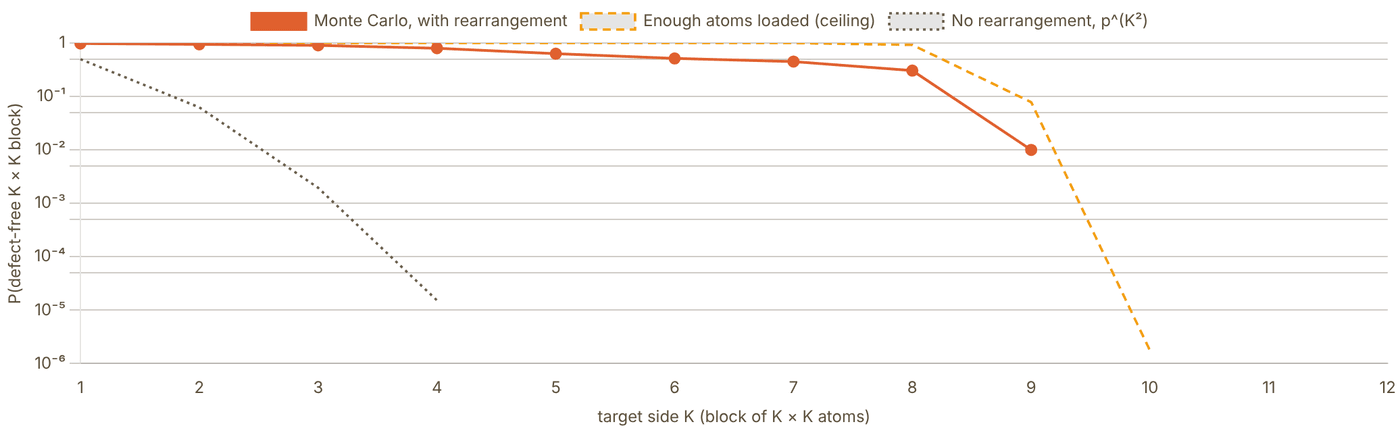 Monte Carlo, with rearrangement
Enough atoms loaded (ceiling)
No rearrangement, p^(K²)
P(defect-free K × K block)
1
10⁻¹
10⁻²
10⁻³
10⁻⁴
10⁻⁵
10⁻⁶
1 2 3 4 5 6 7 8 9 10 11 12
target side K (block of K × K atoms)